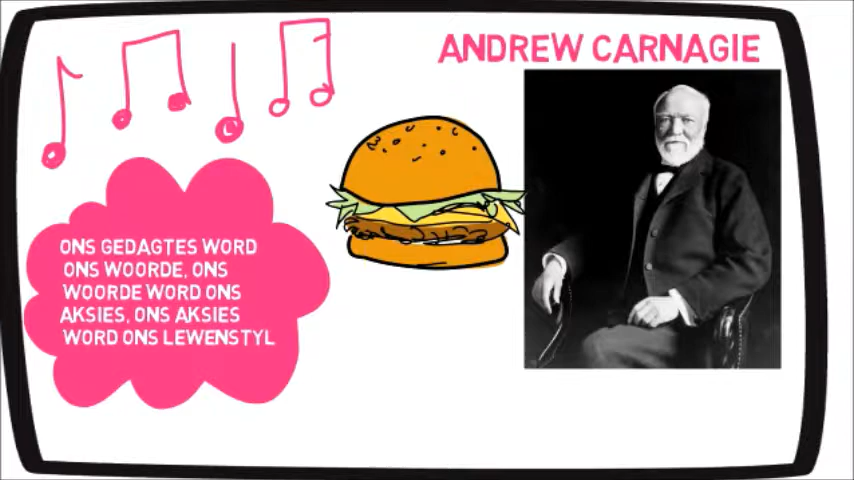 ANDREW CARNAGIE
ONS GEDAGTES WORD
ONS WOORDE, ONS
WOORDE WORD ONS
AKSIES, ONS AKSIES
WORD ONS LEWENSTYL